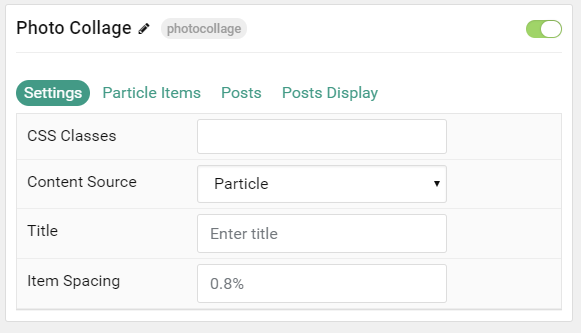 Photo Collage photocollage
Settings Particle Items Posts Posts Display
CSS Classes
Content Source Particle
Title Enter title
Item Spacing 0.8%